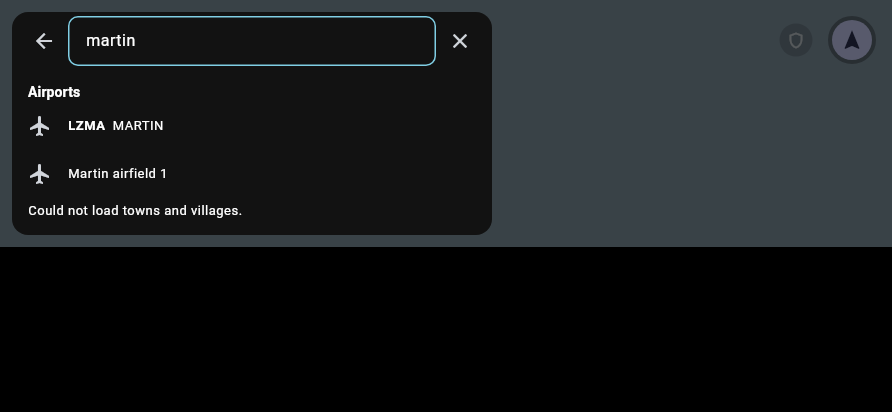 martin
Airports
LZMA MARTIN
Martin airfield 1
Could not load towns and villages.